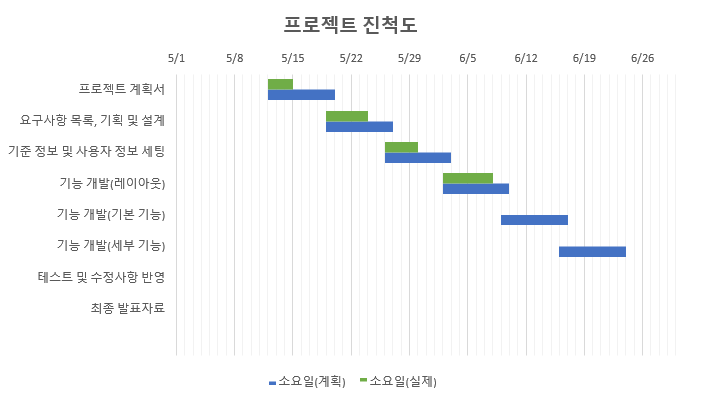 프로젝트 진척도
5/1 5/8 5/15 5/22 5/29 6/5 6/12 6/19 6/26
프로젝트 계획서
요구사항 목록, 기획 및 설계
기준 정보 및 사용자 정보 세팅
기능 개발(레이아웃)
기능 개발(기본 기능)
기능 개발(세부 기능)
테스트 및 수정사항 반영
최종 발표자료
소요일(계획) 소요일(실제)